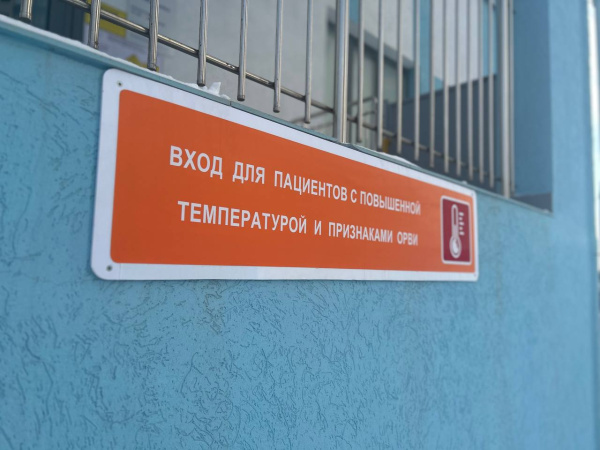 ВХОД ДЛЯ ПАЦИЕНТОВ С ПОВЫШЕННОЙ
ТЕМПЕРАТУРОЙ И ПРИЗНАКАМИ ОРВИ